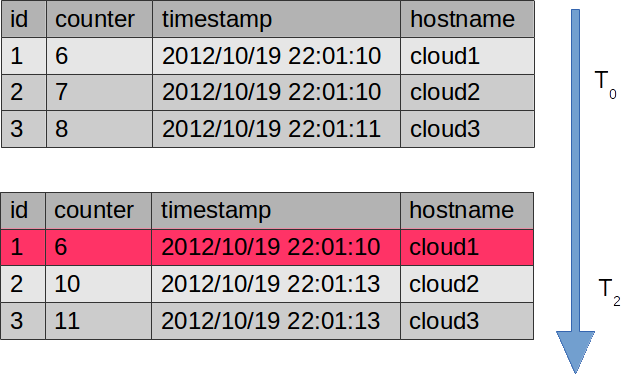 id counter timestamp hostname
1 6 2012/10/19 22:01:10 cloud1
2 7 2012/10/19 22:01:10 cloud2
3 8 2012/10/19 22:01:11 cloud3
T0
id counter timestamp hostname
1 6 2012/10/19 22:01:10 cloud1
2 10 2012/10/19 22:01:13 cloud2
3 11 2012/10/19 22:01:13 cloud3
T2